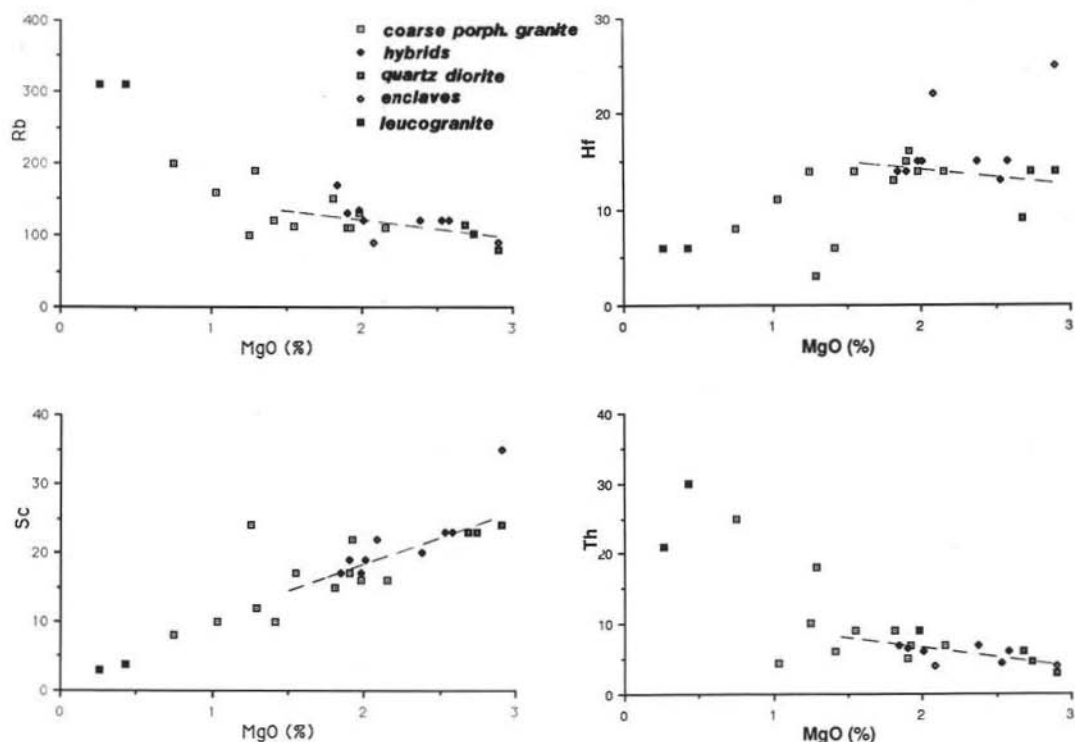 400
300
200
100
0
Rb
0 1 2 3
MgO (%)
coarse porph. granite
hybrids
quartz diorite
enclaves
leucogranite
30
20
10
0
Hf
0 1 2 3
MgO (%)
40
30
20
10
0
Sc
0 1 2 3
MgO (%)
40
30
20
10
0
Th
0 1 2 3
MgO (%)